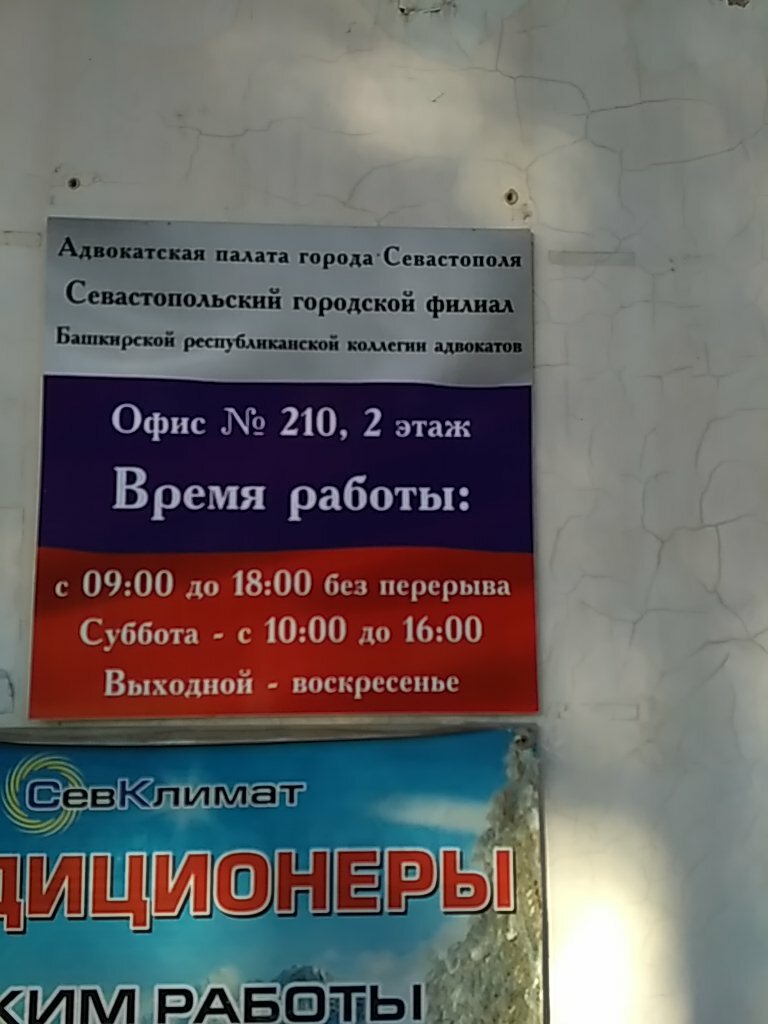 Адвокатская палата города Севастополя
Севастопольский городской филиал
Башкирской республиканской коллегии адвокатов
Офис № 210, 2 этаж
Время работы:
с 09:00 до 18:00 без перерыва
Суббота - с 10:00 до 16:00
Выходной - воскресенье
СевКлимат
ДИЦИОНЕРЫ
ЖИМ РАБОТЫ